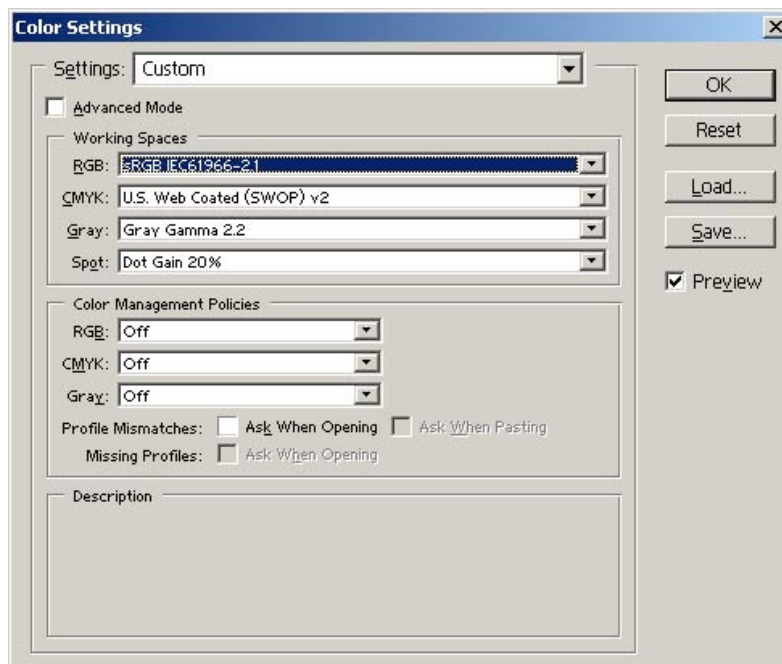 Color Settings
Settings: Custom
OK
Advanced Mode
Reset
Working Spaces
RGB: sRGB IEC61966-2.1
CMYK: U.S. Web Coated (SWOP) v2
Load...
Gray: Gray Gamma 2.2
Save...
Spot: Dot Gain 20%
Preview
Color Management Policies
RGB: Off
CMYK: Off
Gray: Off
Profile Mismatches: Ask When Opening Ask When Pasting
Missing Profiles: Ask When Opening
Description